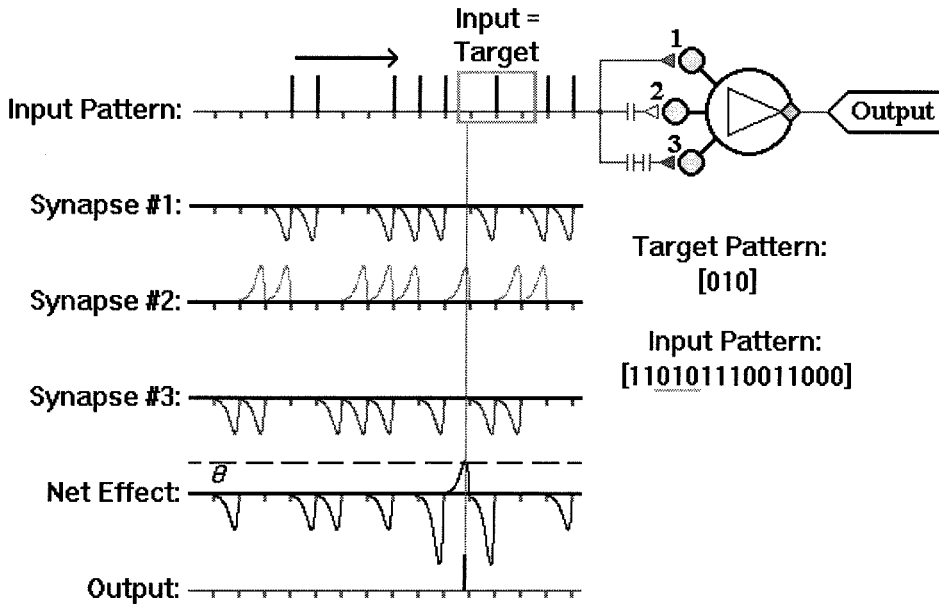 Input =
Target
Input Pattern:
1
2
3
Output
Synapse #1:
Synapse #2:
Synapse #3:
Target Pattern:
[010]
Input Pattern:
[110101110011000]
θ
Net Effect:
Output: